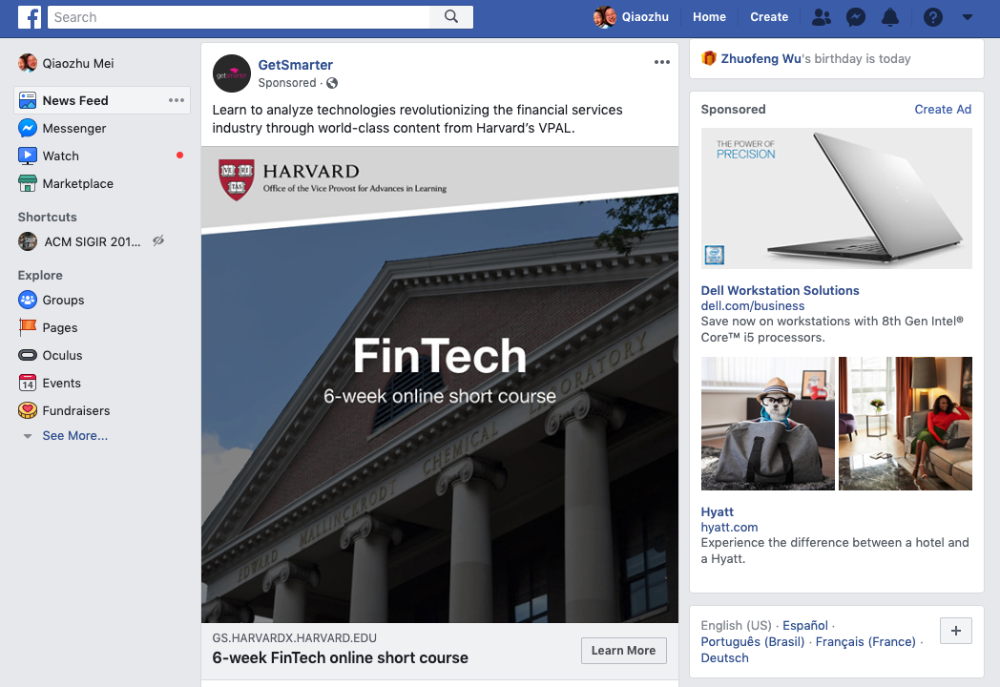 Search
Qiaozhu
Home
Create
Qiaozhu Mei
News Feed
Messenger
Watch
Marketplace
Shortcuts
ACM SIGIR 201...
Explore
Groups
Pages
Oculus
14
Events
Fundraisers
See More...
GetSmarter
Sponsored ·
Learn to analyze technologies revolutionizing the financial services
industry through world-class content from Harvard's VPAL.
VE RI
TAS
HARVARD
Office of the Vice Provost for Advances in Learning
FinTech
6-week online short course
EDWARD MALLINCKRODT CHEMICAL LABORATORY
GS.HARVARDX.HARVARD.EDU
6-week FinTech online short course
Learn More
Zhuofeng Wu's birthday is today
Sponsored
Create Ad
THE POWER OF
PRECISION
Dell Workstation Solutions
dell.com/business
Save now on workstations with 8th Gen Intel®
Core™ i5 processors.
Hyatt
hyatt.com
Experience the difference between a hotel and
a Hyatt.
English (US) · Español ·
Português (Brasil) · Français (France) ·
Deutsch